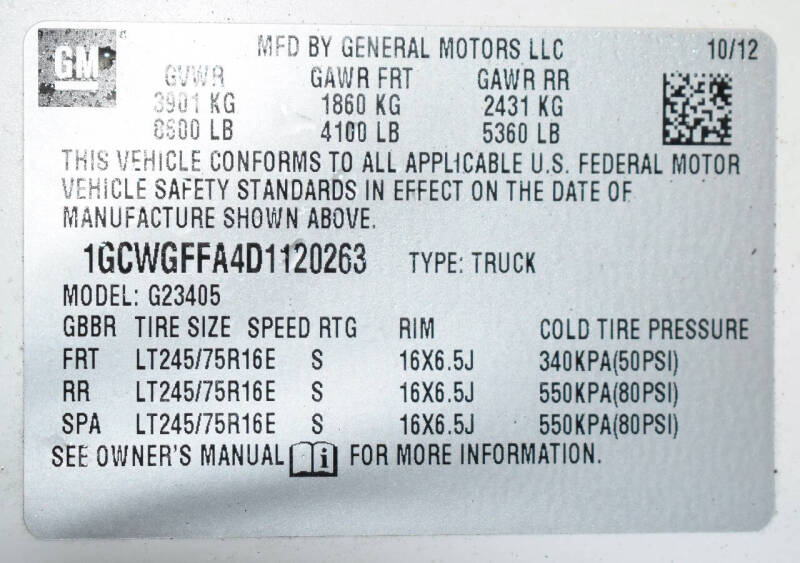 GM
MFD BY GENERAL MOTORS LLC 10/12
GVWR GAWR FRT GAWR RR
3901 KG 1860 KG 2431 KG
8600 LB 4100 LB 5360 LB
THIS VEHICLE CONFORMS TO ALL APPLICABLE U.S. FEDERAL MOTOR
VEHICLE SAFETY STANDARDS IN EFFECT ON THE DATE OF
MANUFACTURE SHOWN ABOVE.
1GCWGFFA4D1120263 TYPE: TRUCK
MODEL: G23405
GBBR TIRE SIZE SPEED RTG RIM COLD TIRE PRESSURE
FRT LT245/75R16E S 16X6.5J 340KPA(50PSI)
RR LT245/75R16E S 16X6.5J 550KPA(80PSI)
SPA LT245/75R16E S 16X6.5J 550KPA(80PSI)
SEE OWNER'S MANUAL i FOR MORE INFORMATION.